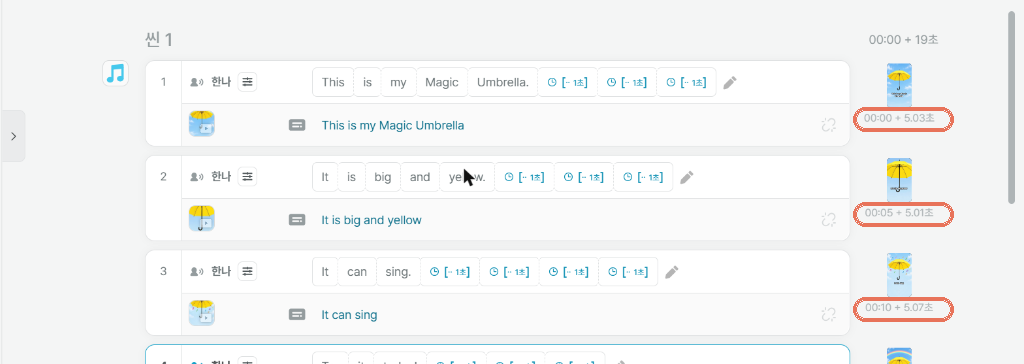 씬 1
00:00 + 19초
1 한나 This is my Magic Umbrella. [·· 1초] [·· 1초] [·· 1초]
00:00 + 5.03초
This is my Magic Umbrella
2 한나 It is big and [·· 1초] [·· 1초] [·· 1초]
00:05 + 5.01초
It is big and yellow
3 한나 It can sing. [·· 1초] [·· 1초] [·· 1초] [·· 1초]
00:10 + 5.07초
It can sing